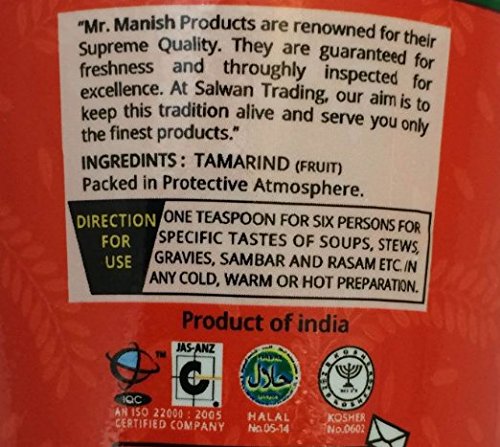 "Mr. Manish Products are renowned for their
Supreme Quality. They are guaranteed for
freshness and throughly inspected for
excellence. At Salwan Trading, our aim is to
keep this tradition alive and serve you only
the finest products."
INGREDINTS : TAMARIND (FRUIT)
Packed in Protective Atmosphere.
DIRECTION
FOR
USE
ONE TEASPOON FOR SIX PERSONS FOR
SPECIFIC TASTES OF SOUPS, STEWS,
GRAVIES, SAMBAR AND RASAM ETC.IN
ANY COLD, WARM OR HOT PREPARATION.
Product of india
TM
IQC
JAS-ANZ
C
حلال
KOSHER
AN ISO 22000 : 2005
CERTIFIED COMPANY
HALAL
No.05-14
KOSHER
No.0602